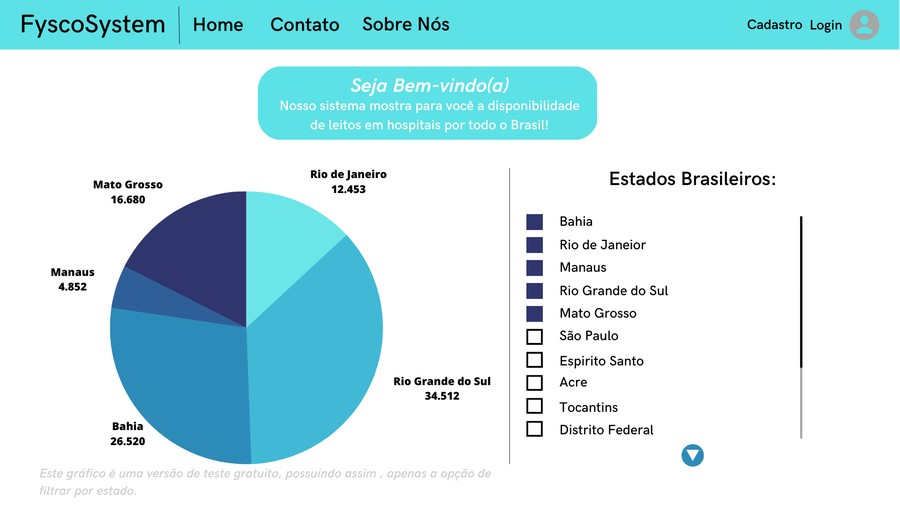 FyscoSystem
Home
Contato
Sobre Nós
Cadastro
Login
Seja Bem-vindo(a)
Nosso sistema mostra para você a disponibilidade
de leitos em hospitais por todo o Brasil!
Rio de Janeiro
12.453
Mato Grosso
16.680
Manaus
4.852
Rio Grande do Sul
34.512
Bahia
26.520
Este gráfico é uma versão de teste gratuito, possuindo assim , apenas a opção de
filtrar por estado.
Estados Brasileiros:
Bahia
Rio de Janeior
Manaus
Rio Grande do Sul
Mato Grosso
São Paulo
Espirito Santo
Acre
Tocantins
Distrito Federal